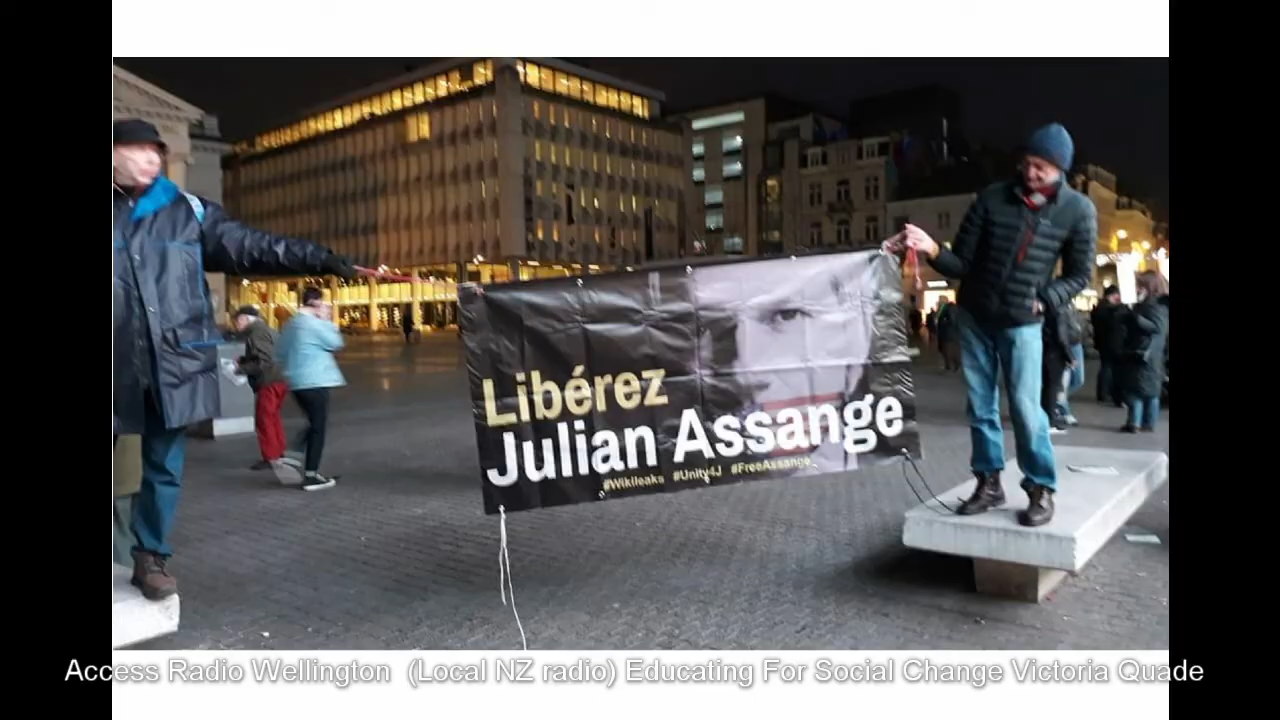 Libérez
Julian Assange
#Wikileaks #Unity4J #FreeAssange
Access Radio Wellington (Local NZ radio) Educating For Social Change Victoria Quade